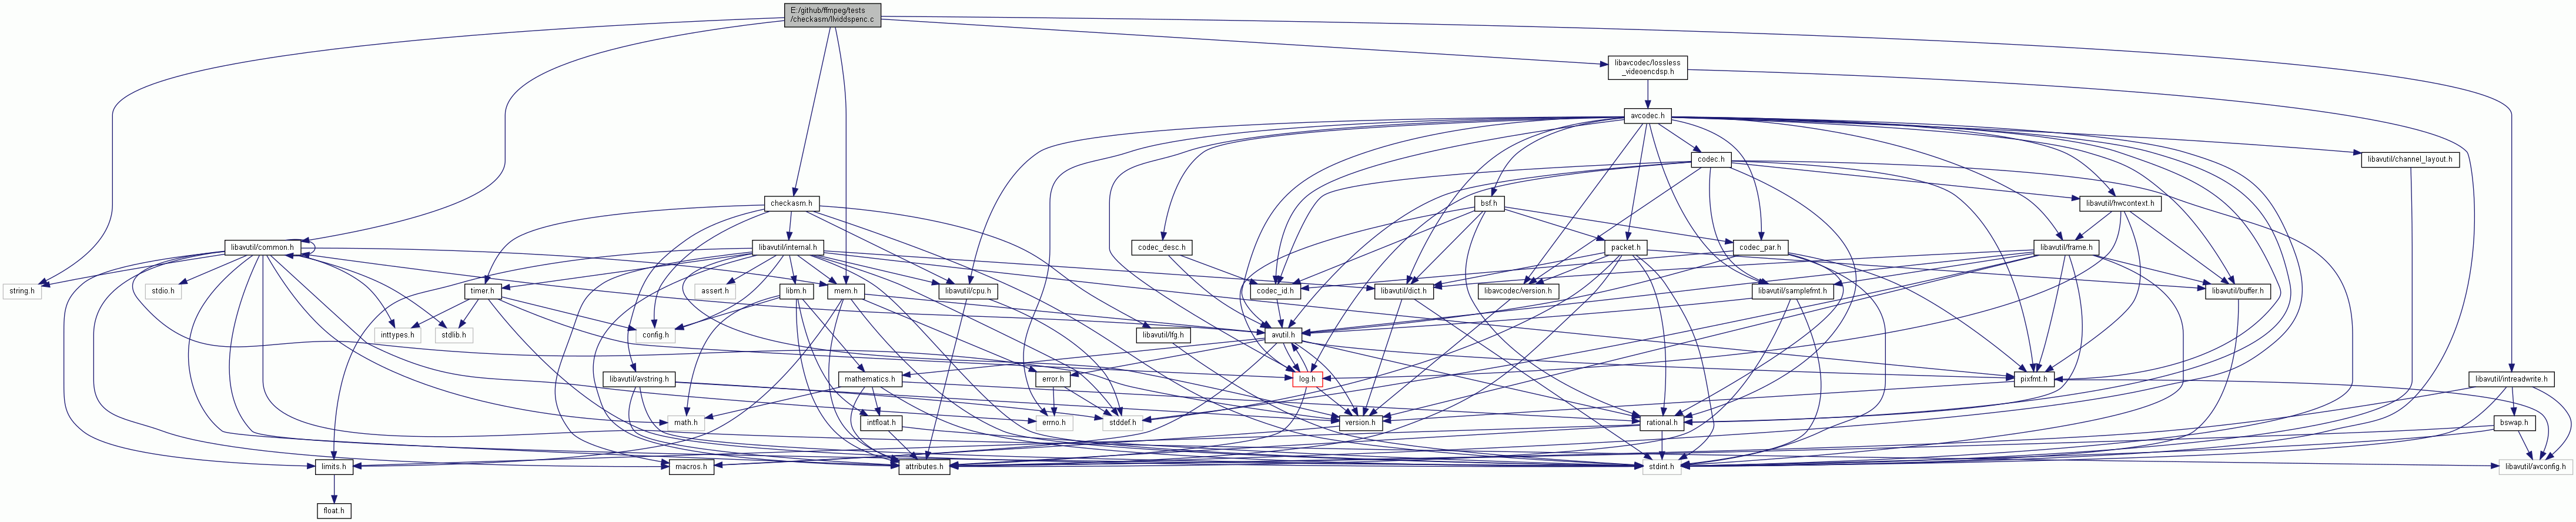 E:/github/ffmpeg/tests
/checkasm/llviddspenc.c
libavcodec/lossless
_videoencdsp.h
avcodec.h
codec.h
libavutil/channel_layout.h
checkasm.h
bsf.h
libavutil/hwcontext.h
libavutil/common.h
libavutil/internal.h
codec_desc.h
packet.h
codec_par.h
libavutil/frame.h
string.h
stdio.h
timer.h
assert.h
libm.h
mem.h
libavutil/cpu.h
codec_id.h
libavutil/dict.h
libavcodec/version.h
libavutil/samplefmt.h
libavutil/buffer.h
inttypes.h
stdlib.h
config.h
libavutil/lfg.h
avutil.h
libavutil/avstring.h
mathematics.h
error.h
log.h
pixfmt.h
libavutil/intreadwrite.h
math.h
intfloat.h
errno.h
stddef.h
version.h
rational.h
bswap.h
limits.h
macros.h
attributes.h
stdint.h
libavutil/avconfig.h
float.h